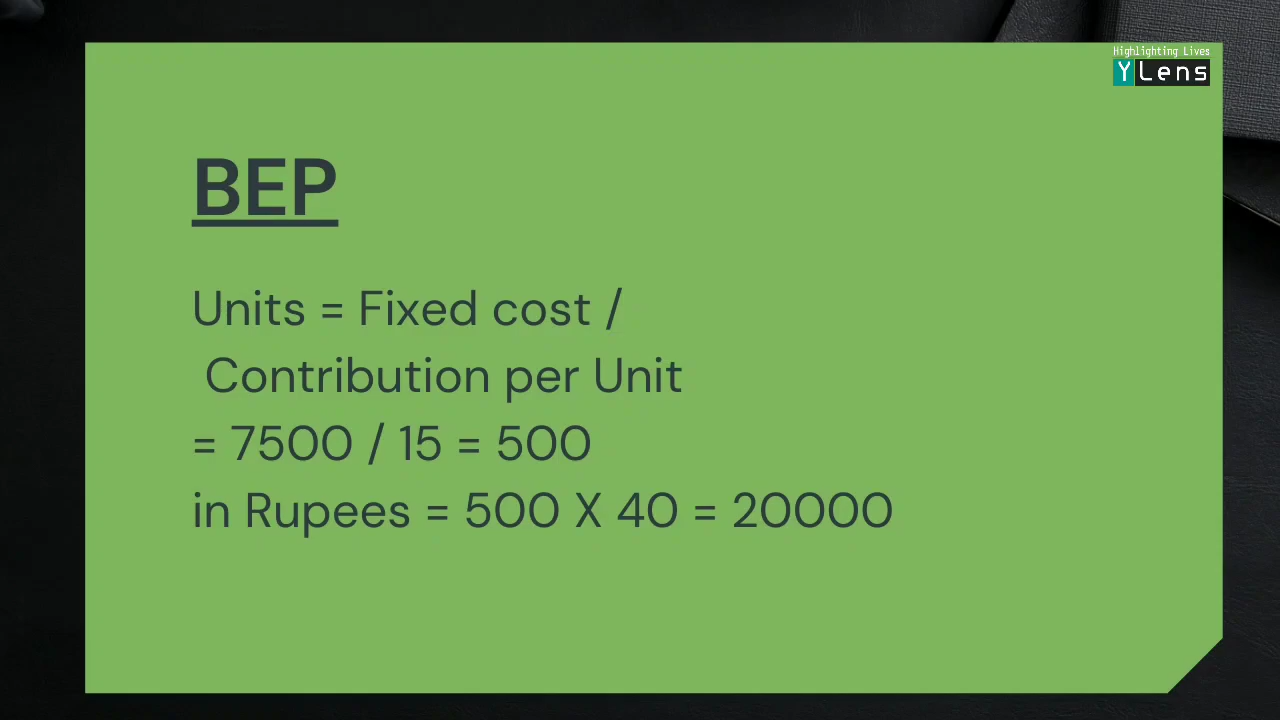 Highlighting Lives
YLens
BEP
Units = Fixed cost /
Contribution per Unit
= 7500 / 15 = 500
in Rupees = 500 X 40 = 20000